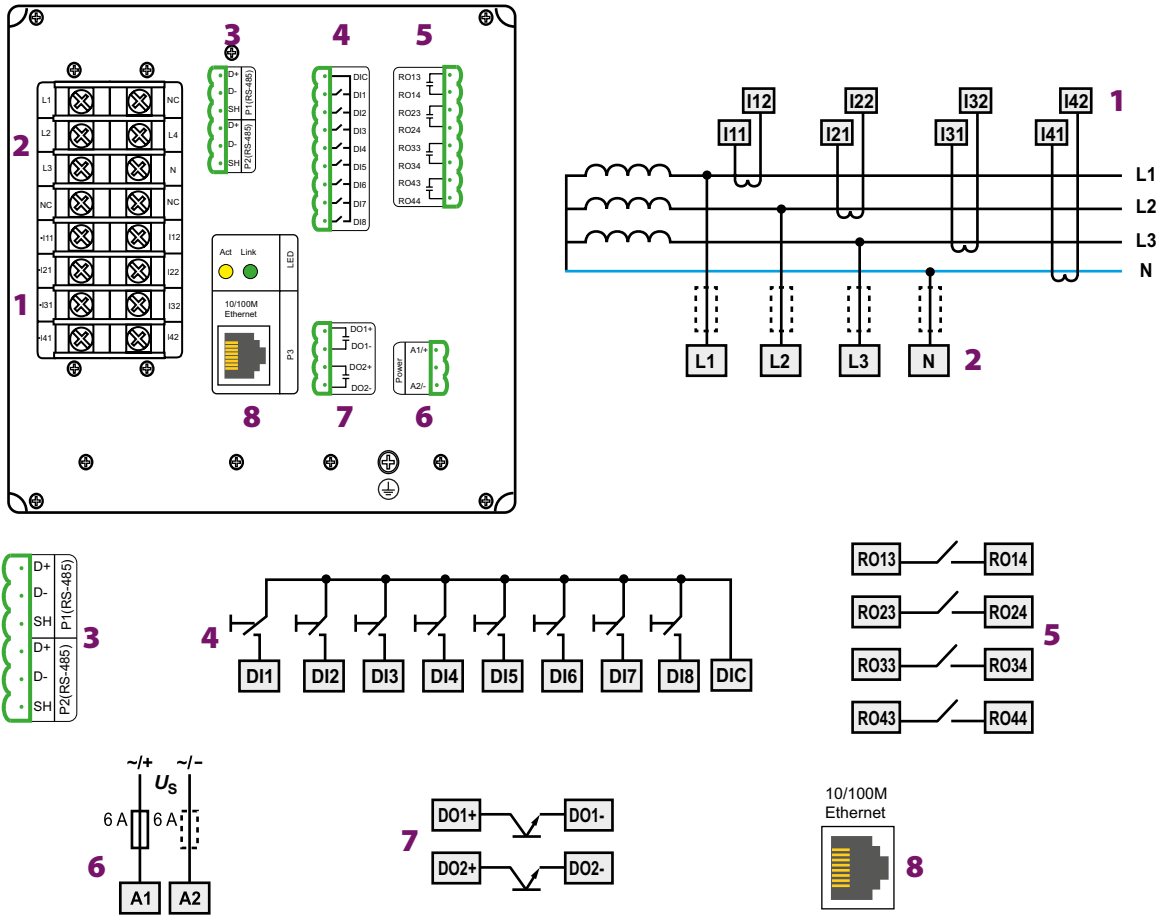 3
4
5
L1 NC
L2 L4
L3 N
NC NC
•I11 I12
•I21 I22
•I31 I32
•I41 I42
2
1
D+
D-
SH
P1(RS-485)
D+
D-
SH
P2(RS-485)
DIC
DI1
DI2
DI3
DI4
DI5
DI6
DI7
DI8
RO13
RO14
RO23
RO24
RO33
RO34
RO43
RO44
Act Link
LED
10/100M
Ethernet
P3
8
DO1+
DO1-
DO2+
DO2-
7
Power
A1/+
A2/-
6
I12 I22 I32 I42 1
I11 I21 I31 I41
L1
L2
L3
N
L1 L2 L3 N 2
D+
D-
SH
P1(RS-485)
D+
D-
SH
P2(RS-485)
3
4
DI1 DI2 DI3 DI4 DI5 DI6 DI7 DI8 DIC
RO13 RO14
RO23 RO24
RO33 RO34
RO43 RO44
5
~/+ ~/-
US
6 A 6 A
6
A1 A2
DO1+ DO1-
7
DO2+ DO2-
10/100M
Ethernet
8